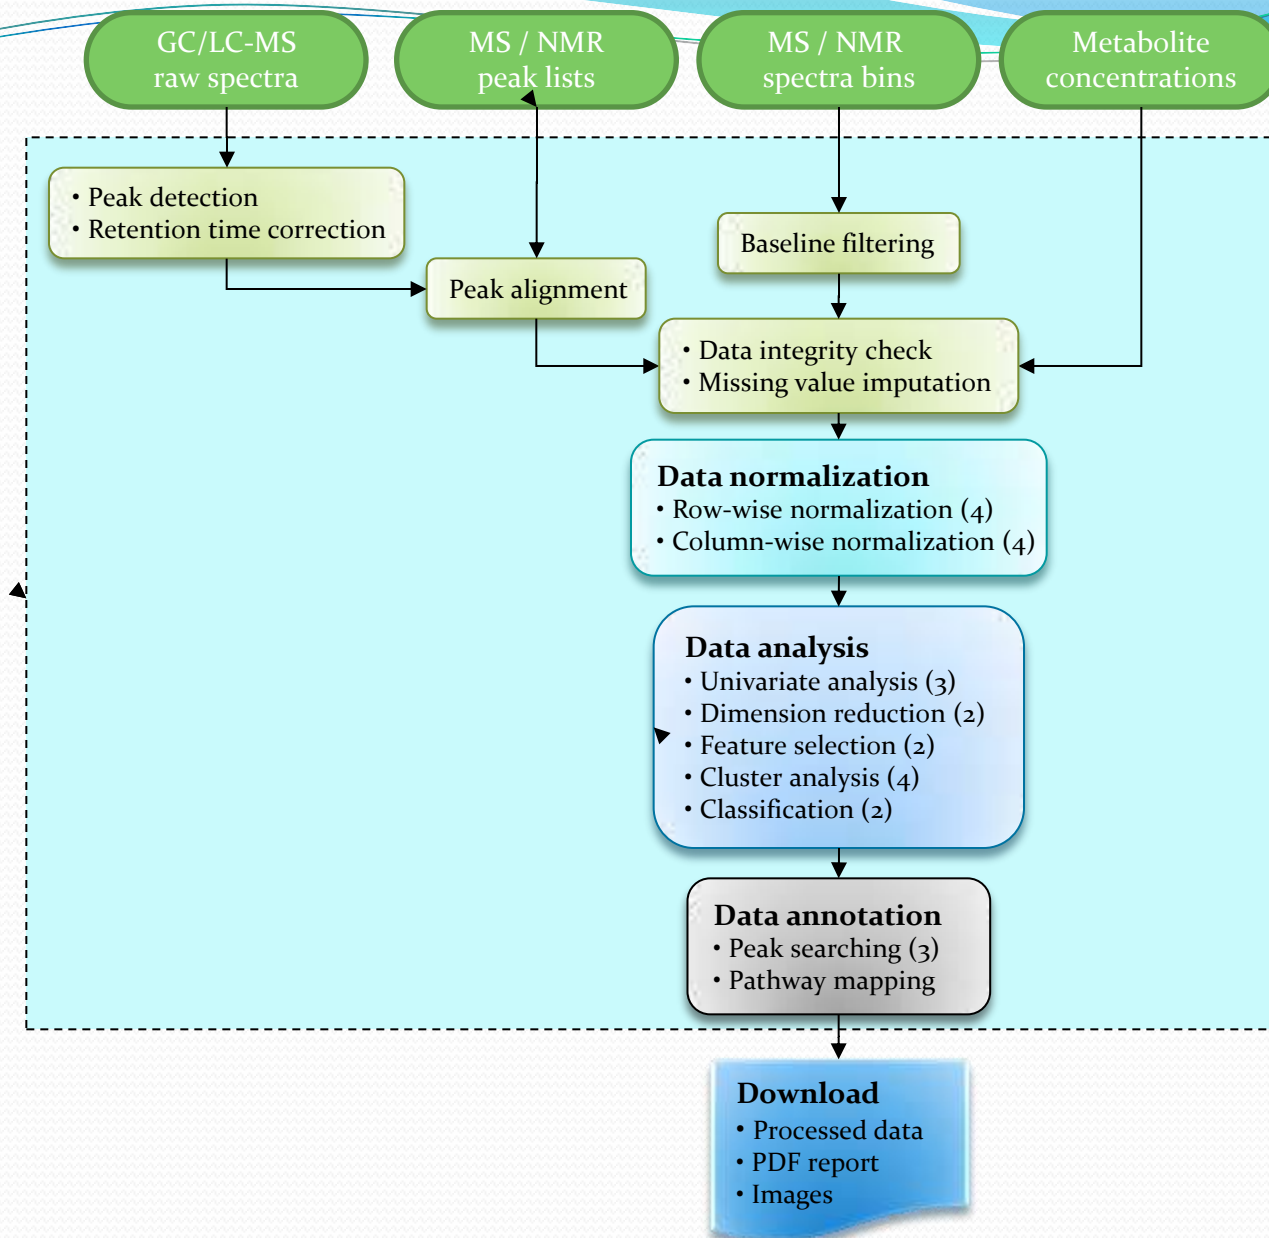 GC/LC-MS
raw spectra
MS / NMR
peak lists
MS / NMR
spectra bins
Metabolite
concentrations
• Peak detection
• Retention time correction
Baseline filtering
Peak alignment
• Data integrity check
• Missing value imputation
Data normalization
• Row-wise normalization (4)
• Column-wise normalization (4)
Data analysis
• Univariate analysis (3)
• Dimension reduction (2)
• Feature selection (2)
• Cluster analysis (4)
• Classification (2)
Data annotation
• Peak searching (3)
• Pathway mapping
Download
• Processed data
• PDF report
• Images